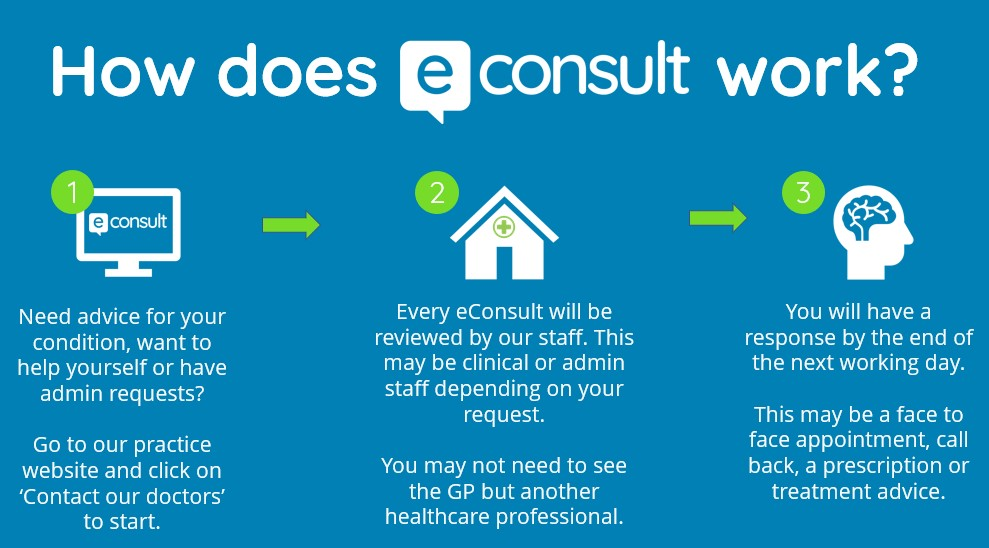 How does e consult work?
1
e consult
Need advice for your
condition, want to
help yourself or have
admin requests?
Go to our practice
website and click on
‘Contact our doctors’
to start.
2
Every eConsult will be
reviewed by our staff. This
may be clinical or admin
staff depending on your
request.
You may not need to see
the GP but another
healthcare professional.
3
You will have a
response by the end of
the next working day.
This may be a face to
face appointment, call
back, a prescription or
treatment advice.